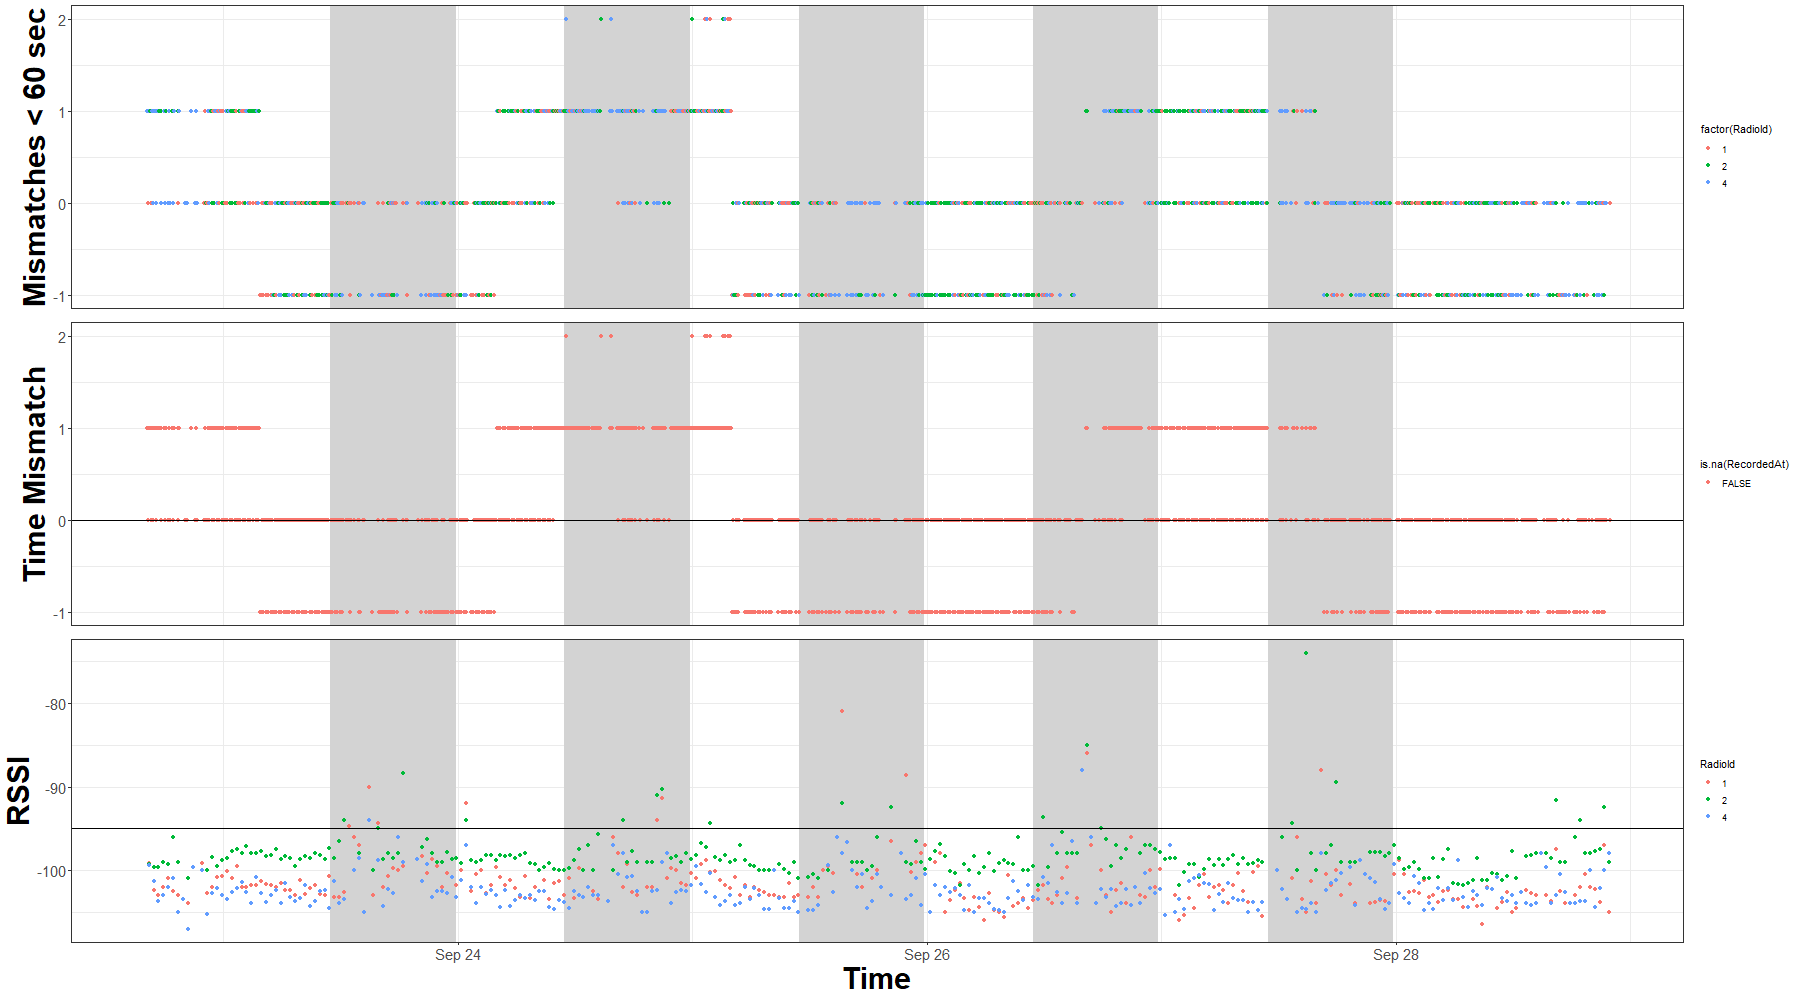 Mismatches < 60 sec
2
1
0
-1
factor(RadioId)
1
2
4
Time Mismatch
2
1
0
-1
is.na(RecordedAt)
FALSE
RSSI
-80
-90
-100
RadioId
1
2
4
Sep 24
Sep 26
Sep 28
Time